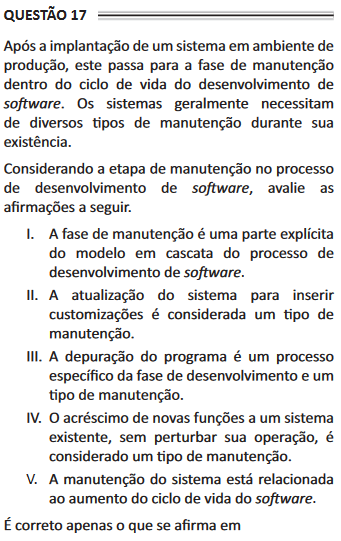 QUESTÃO 17
Após a implantação de um sistema em ambiente de
produção, este passa para a fase de manutenção
dentro do ciclo de vida do desenvolvimento de
software. Os sistemas geralmente necessitam
de diversos tipos de manutenção durante sua
existência.
Considerando a etapa de manutenção no processo
de desenvolvimento de software, avalie as
afirmações a seguir.
I. A fase de manutenção é uma parte explícita
do modelo em cascata do processo de
desenvolvimento de software.
II. A atualização do sistema para inserir
customizações é considerada um tipo de
manutenção.
III. A depuração do programa é um processo
específico da fase de desenvolvimento e um
tipo de manutenção.
IV. O acréscimo de novas funções a um sistema
existente, sem perturbar sua operação, é
considerado um tipo de manutenção.
V. A manutenção do sistema está relacionada
ao aumento do ciclo de vida do software.
É correto apenas o que se afirma em